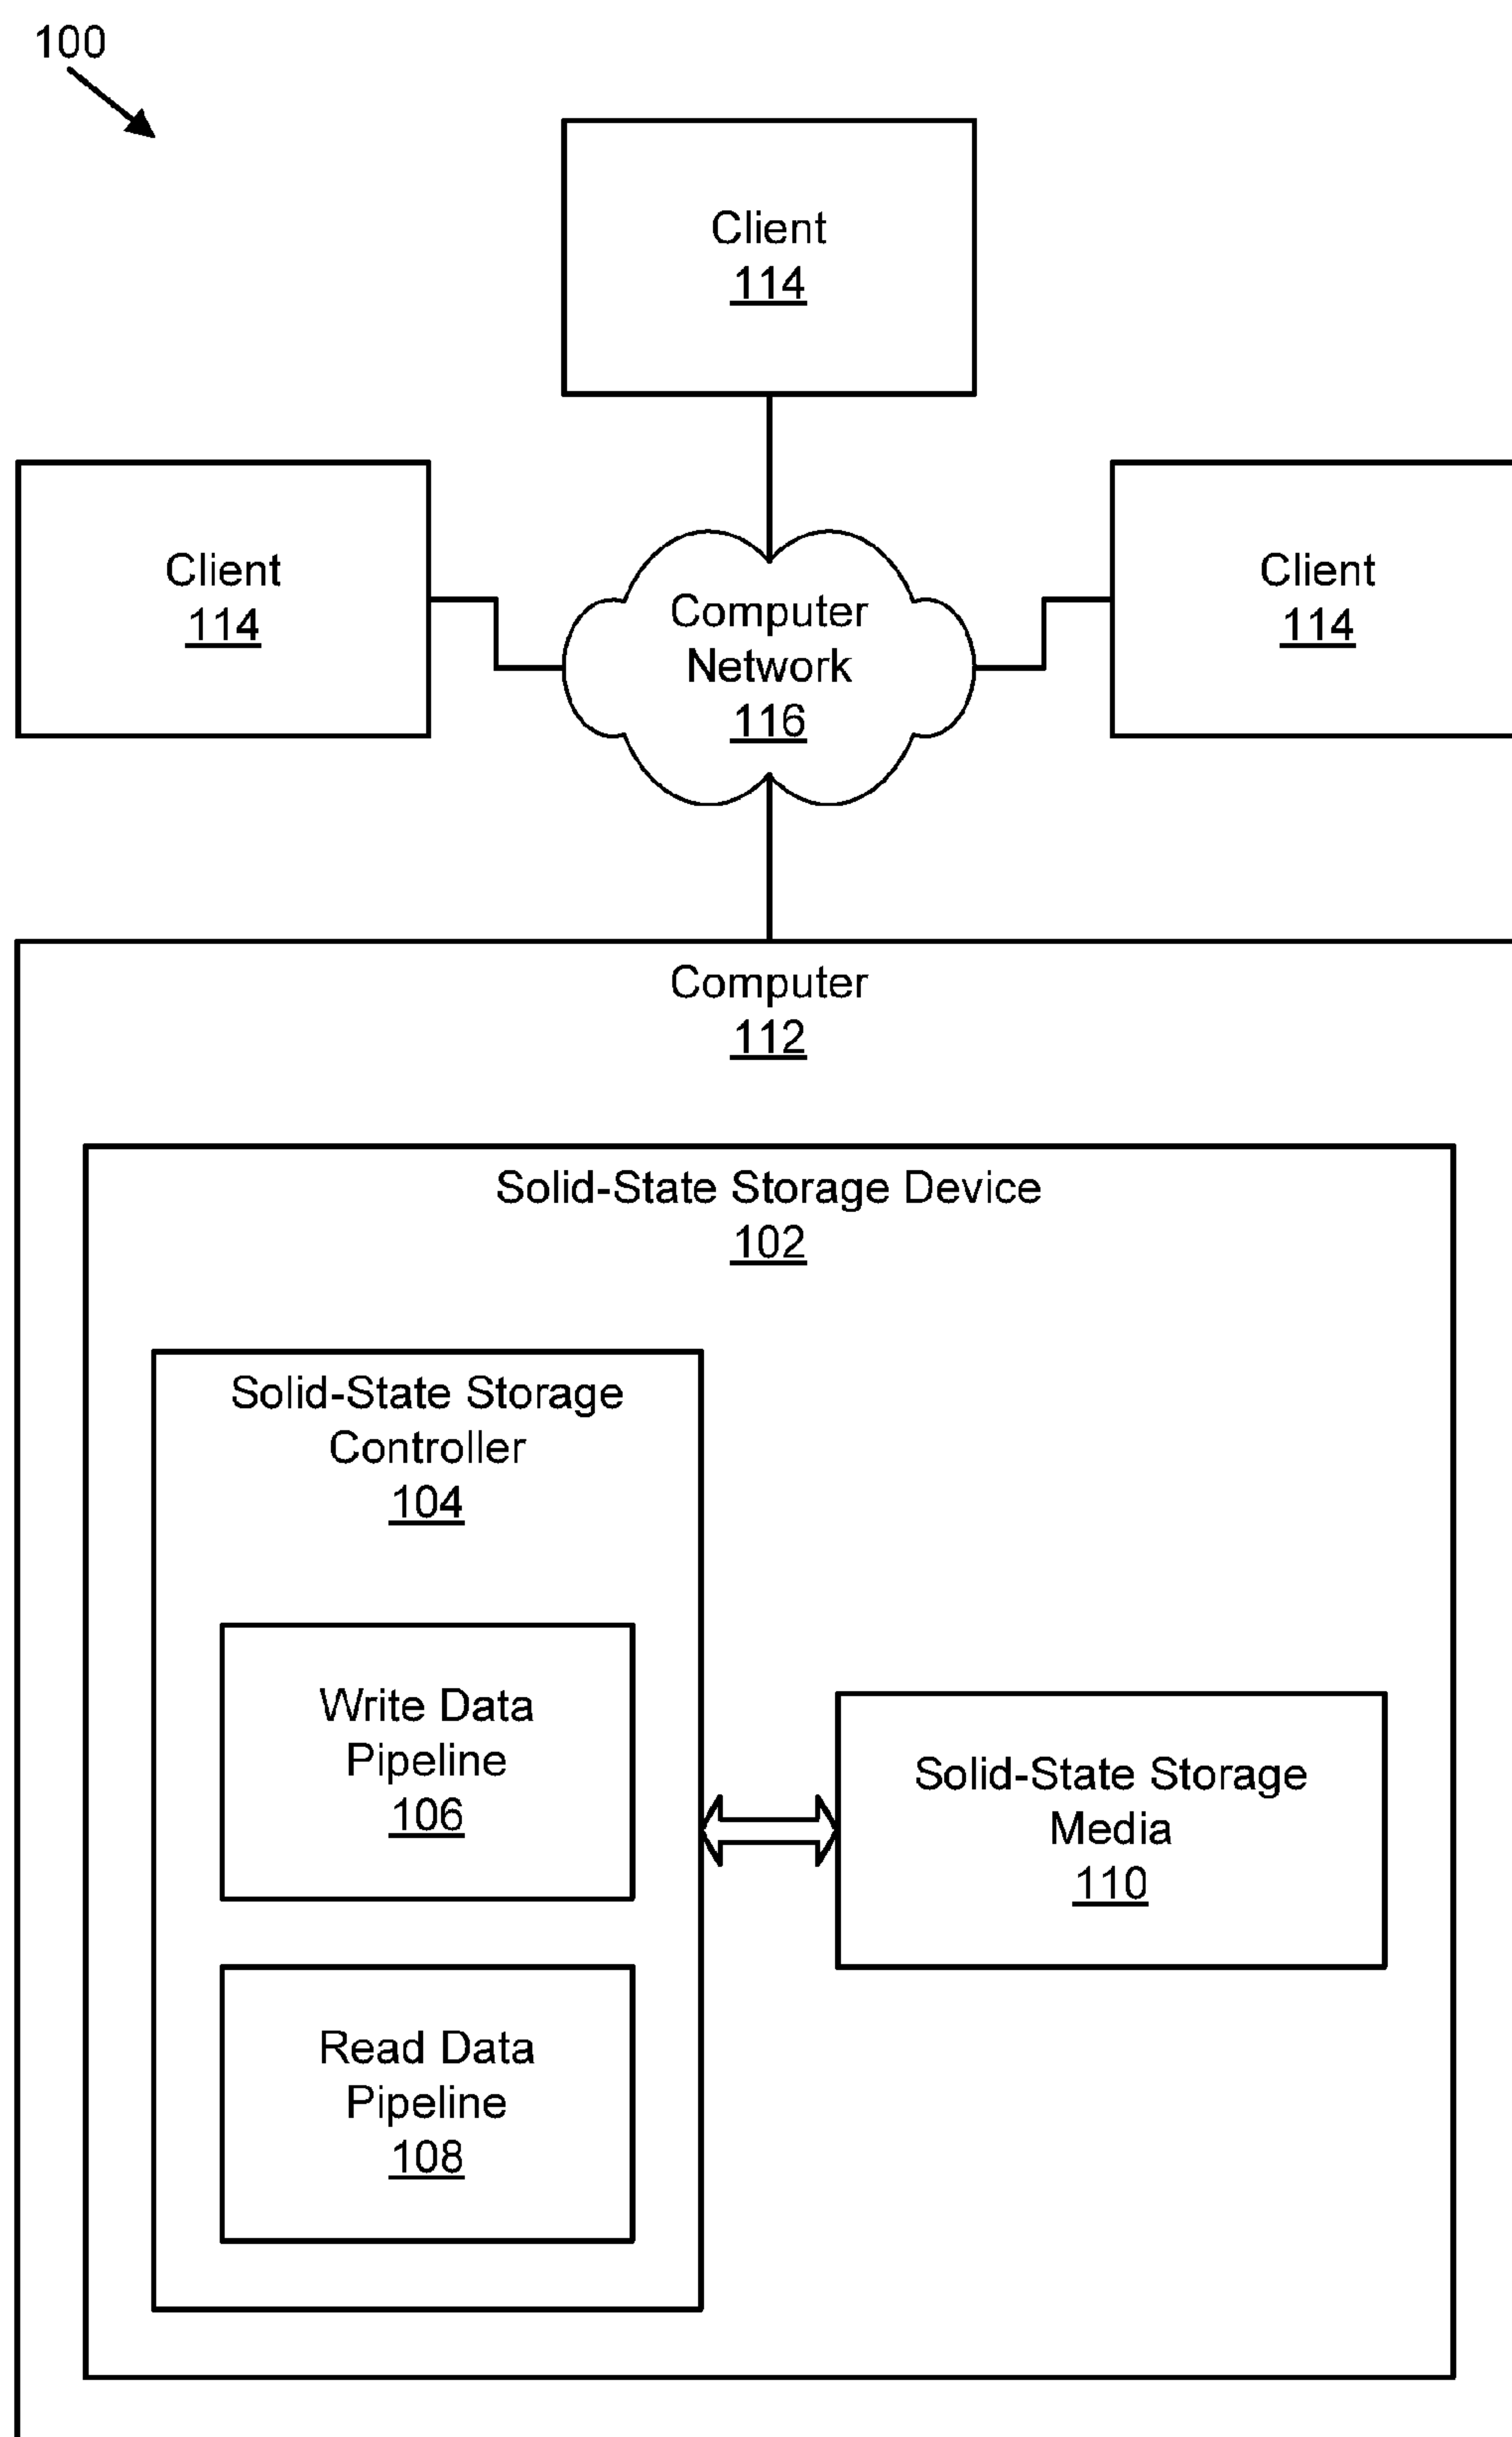 100
Client
114
Client
114
Computer
Network
116
Client
114
Computer
112
Solid-State Storage Device
102
Solid-State Storage
Controller
104
Write Data
Pipeline
106
Solid-State Storage
Media
110
Read Data
Pipeline
108